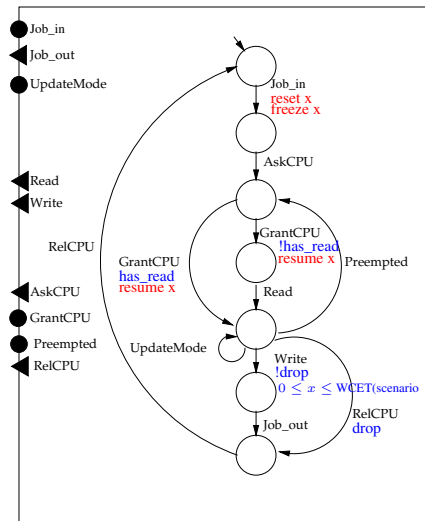 Job_in
Job_out
UpdateMode
Read
Write
AskCPU
GrantCPU
Preempted
RelCPU
Job_in
reset x
freeze x
AskCPU
GrantCPU
!has_read
resume x
GrantCPU
has_read
resume x
RelCPU
Preempted
Read
UpdateMode
Write
!drop
0 ≤ x ≤ WCET(scenario
RelCPU
drop
Job_out